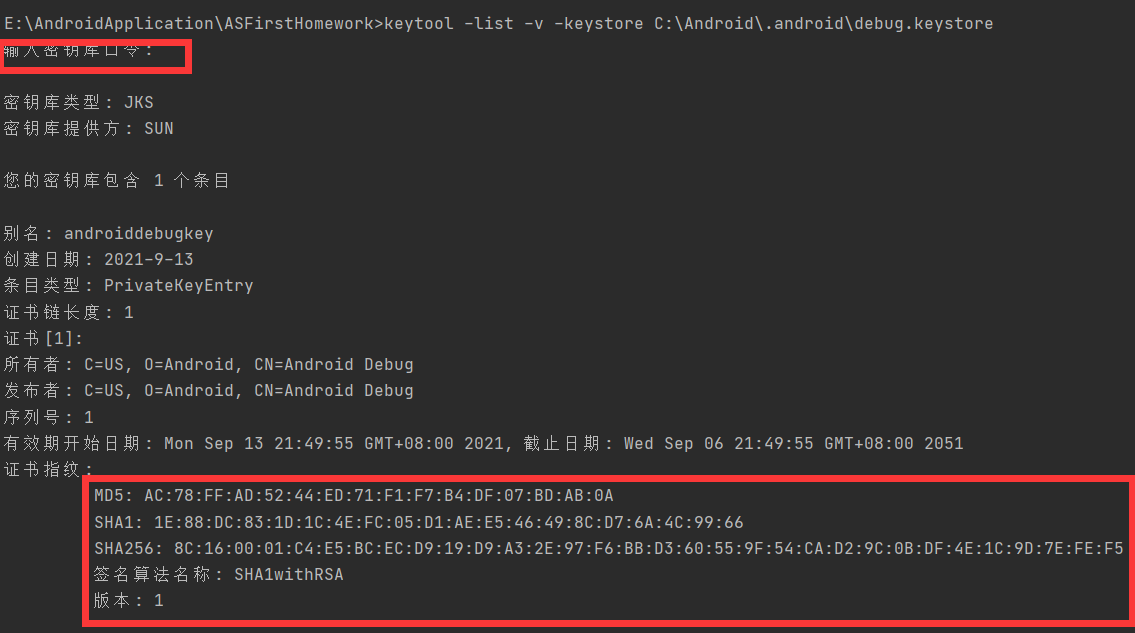 E:\AndroidApplication\ASFirstHomework>keytool -list -v -keystore C:\Android\.android\debug.keystore
输入密钥库口令:
密钥库类型: JKS
密钥库提供方: SUN
您的密钥库包含 1 个条目
别名: androiddebugkey
创建日期: 2021-9-13
条目类型: PrivateKeyEntry
证书链长度: 1
证书[1]:
所有者: C=US, O=Android, CN=Android Debug
发布者: C=US, O=Android, CN=Android Debug
序列号: 1
有效期开始日期: Mon Sep 13 21:49:55 GMT+08:00 2021, 截止日期: Wed Sep 06 21:49:55 GMT+08:00 2051
证书指纹:
MD5: AC:78:FF:AD:52:44:ED:71:F1:F7:B4:DF:07:BD:AB:0A
SHA1: 1E:88:DC:83:1D:1C:4E:FC:05:D1:AE:E5:46:49:8C:D7:6A:4C:99:66
SHA256: 8C:16:00:01:C4:E5:BC:EC:D9:19:D9:A3:2E:97:F6:BB:D3:60:55:9F:54:CA:D2:9C:0B:DF:4E:1C:9D:7E:FE:F5
签名算法名称: SHA1withRSA
版本: 1